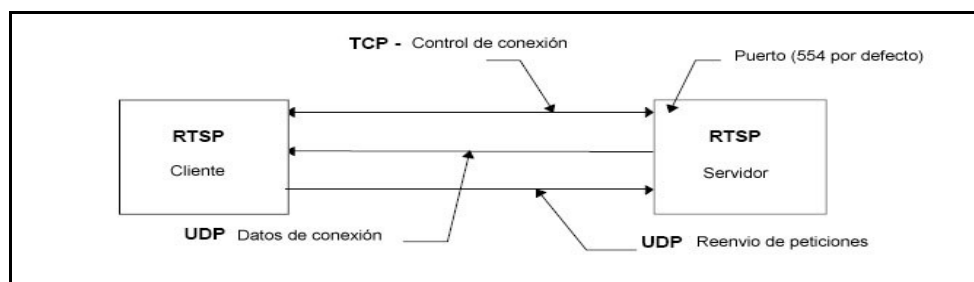 TCP - Control de conexión
Puerto (554 por defecto)
RTSP
Cliente
RTSP
Servidor
UDP Datos de conexión
UDP Reenvio de peticiones